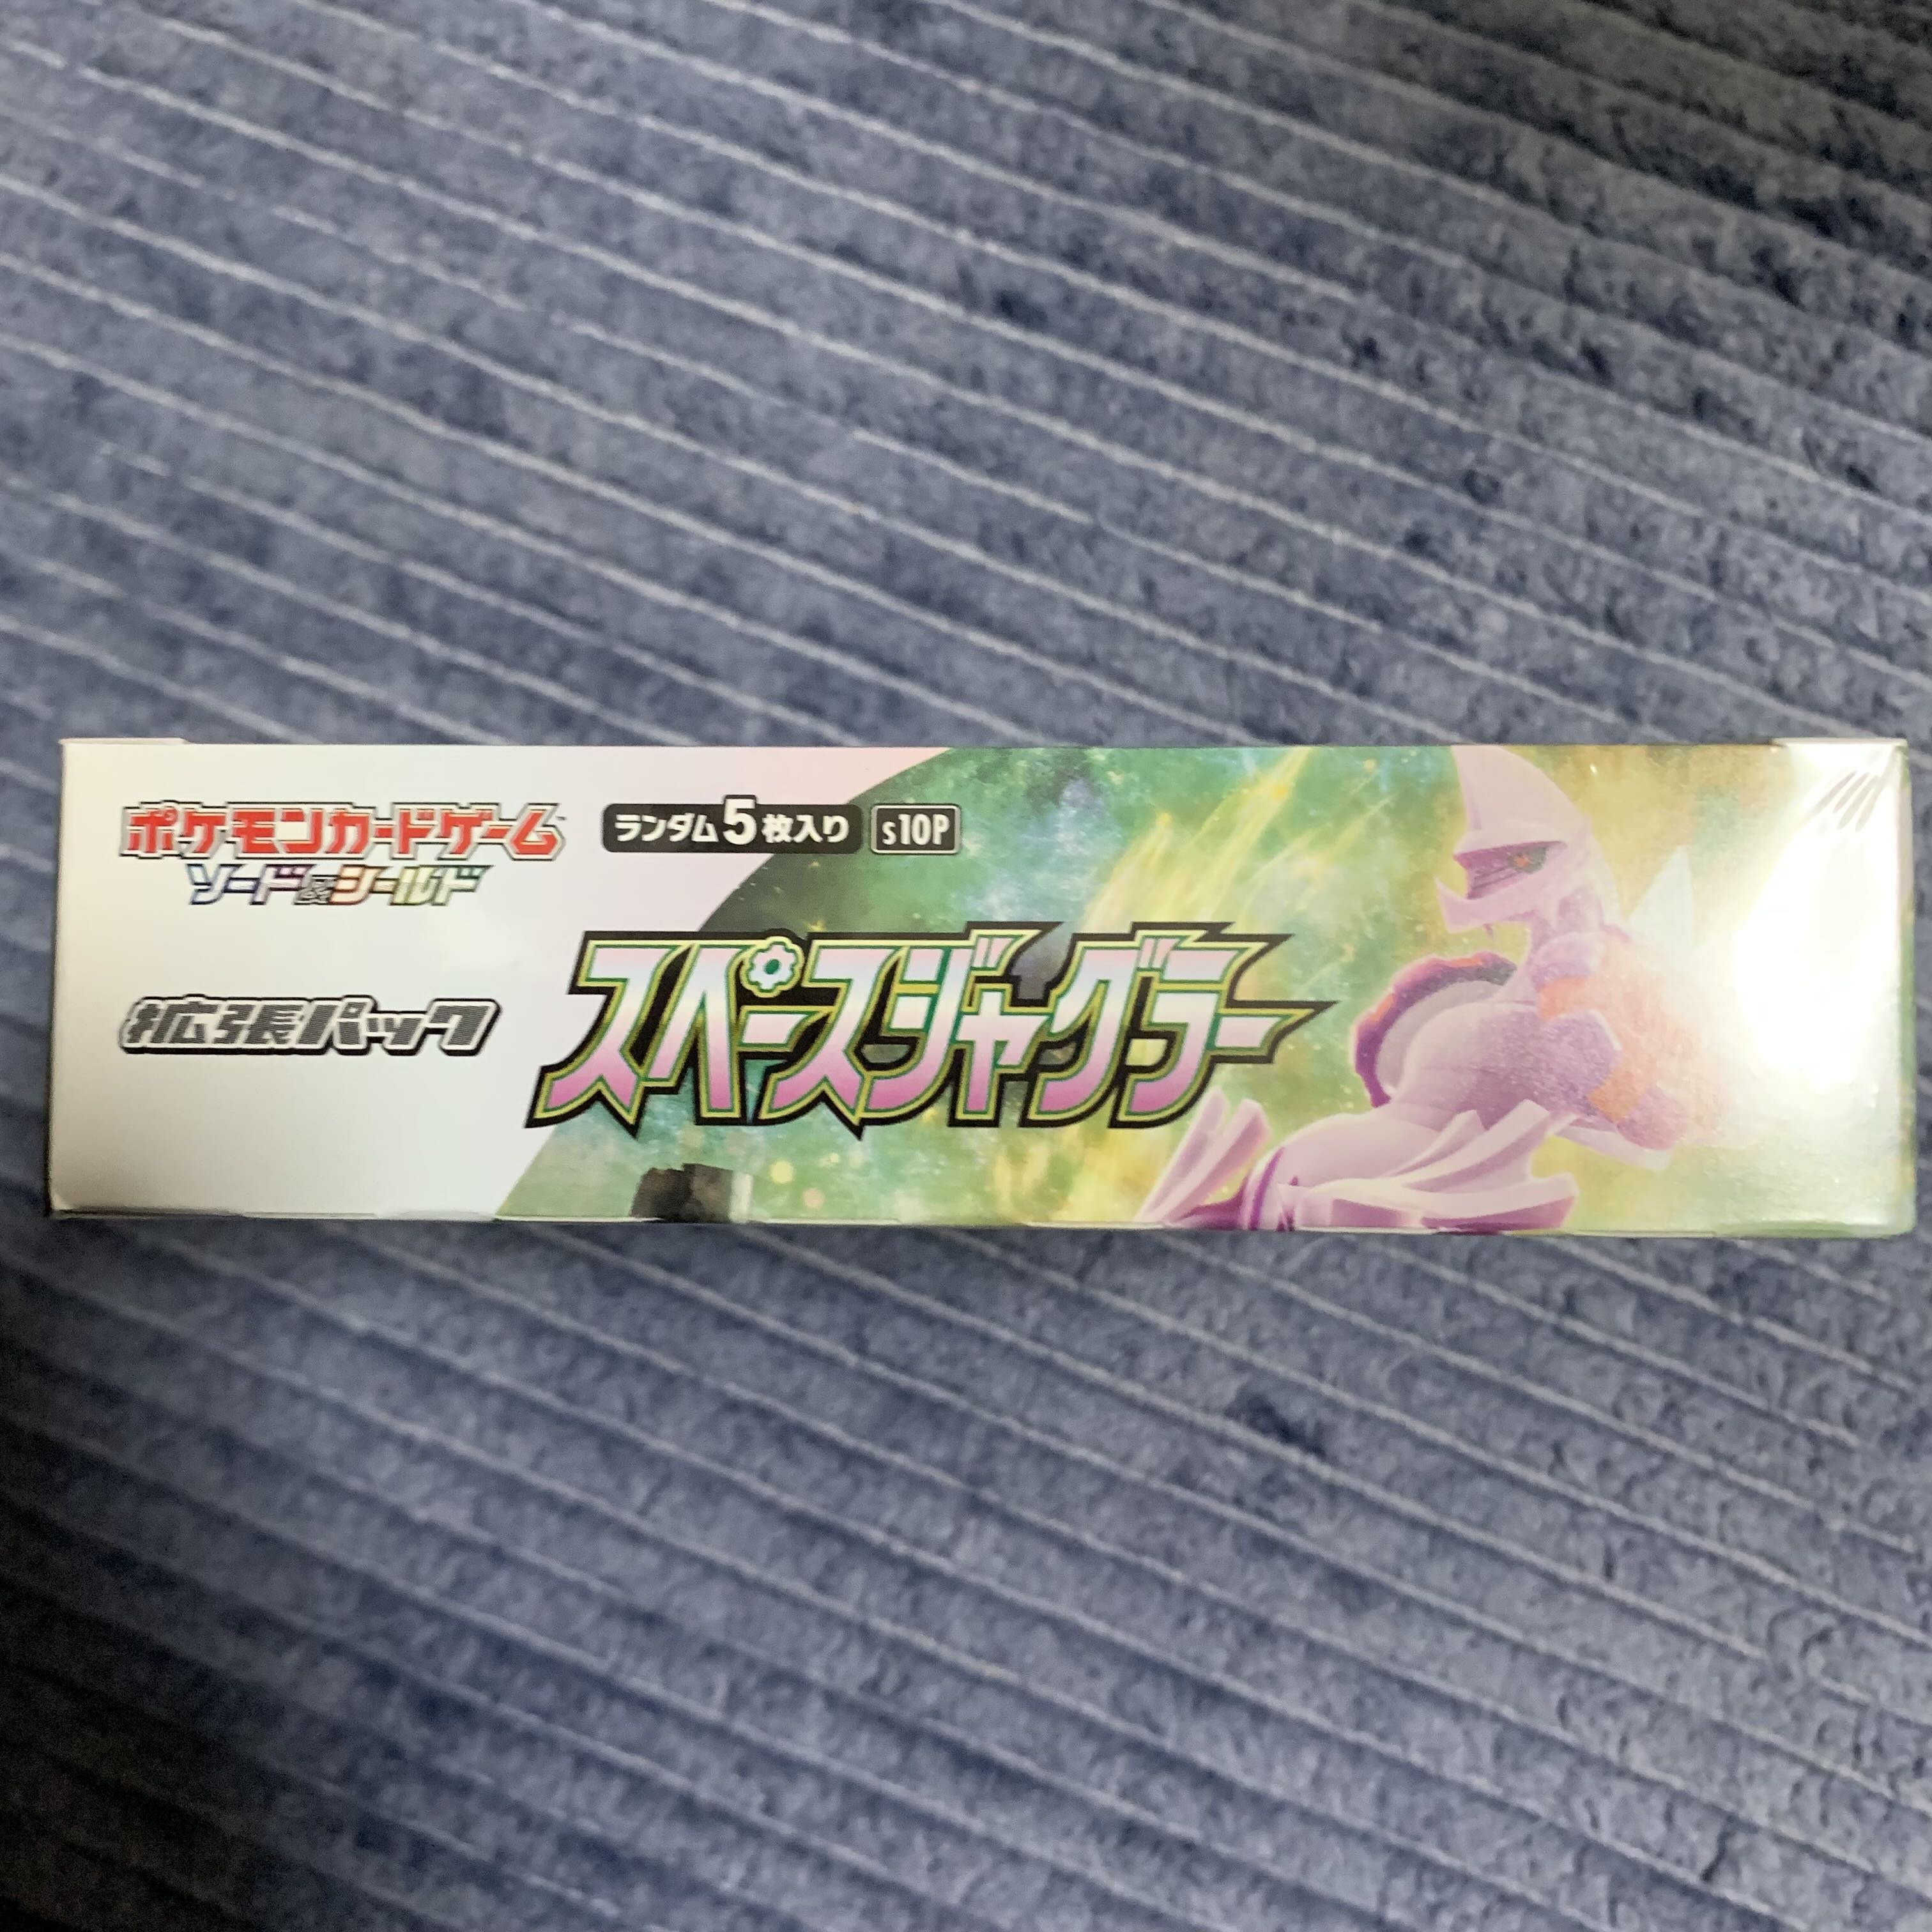 ポケモンカードゲーム
ソード&シールド
ランダム5枚入り s10P
拡張パック
スペースジャグラー